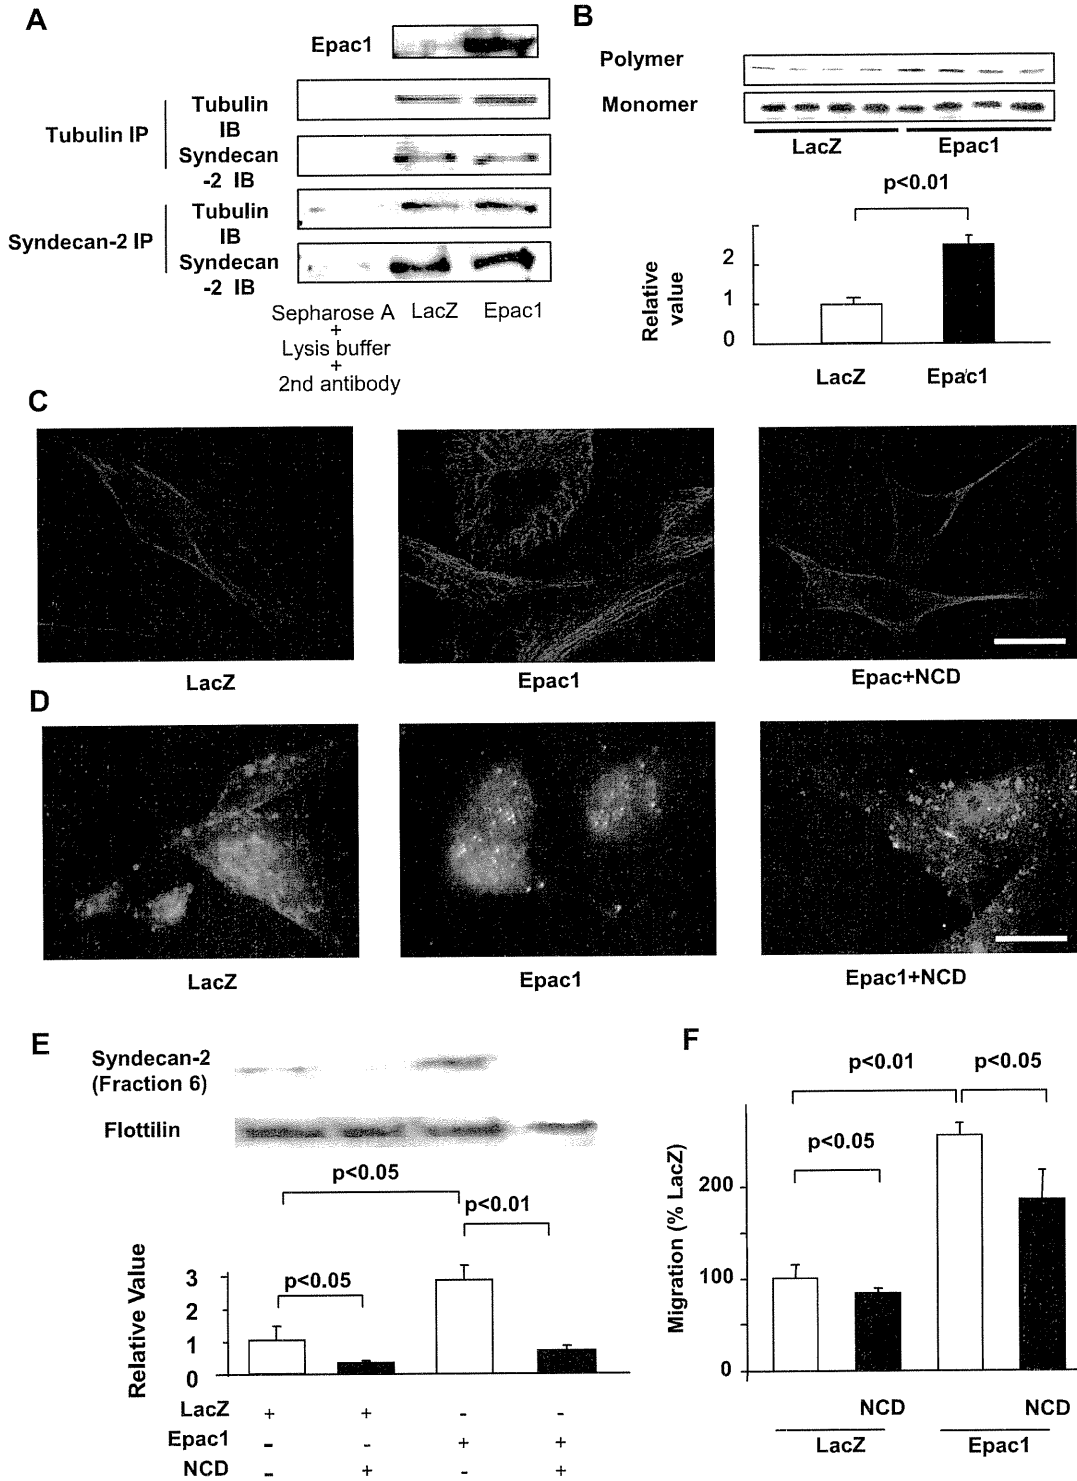 A
Epac1
Tubulin IP
Tubulin
IB
Syndecan
-2 IB
Syndecan-2 IP
Tubulin
IB
Syndecan
-2 IB
Sepharose A
+
Lysis buffer
+
2nd antibody
LacZ
Epac1
B
Polymer
Monomer
LacZ
Epac1
p<0.01
Relative
value
2
1
0
LacZ
Epac1
C
LacZ
Epac1
Epac+NCD
D
LacZ
Epac1
Epac1+NCD
E
Syndecan-2
(Fraction 6)
Flottilin
p<0.05
p<0.01
p<0.05
Relative Value
3
2
1
0
LacZ + + - -
Epac1 - - + +
NCD - + - +
F
p<0.01
p<0.05
p<0.05
Migration (% LacZ)
200
100
0
NCD
NCD
LacZ
Epac1